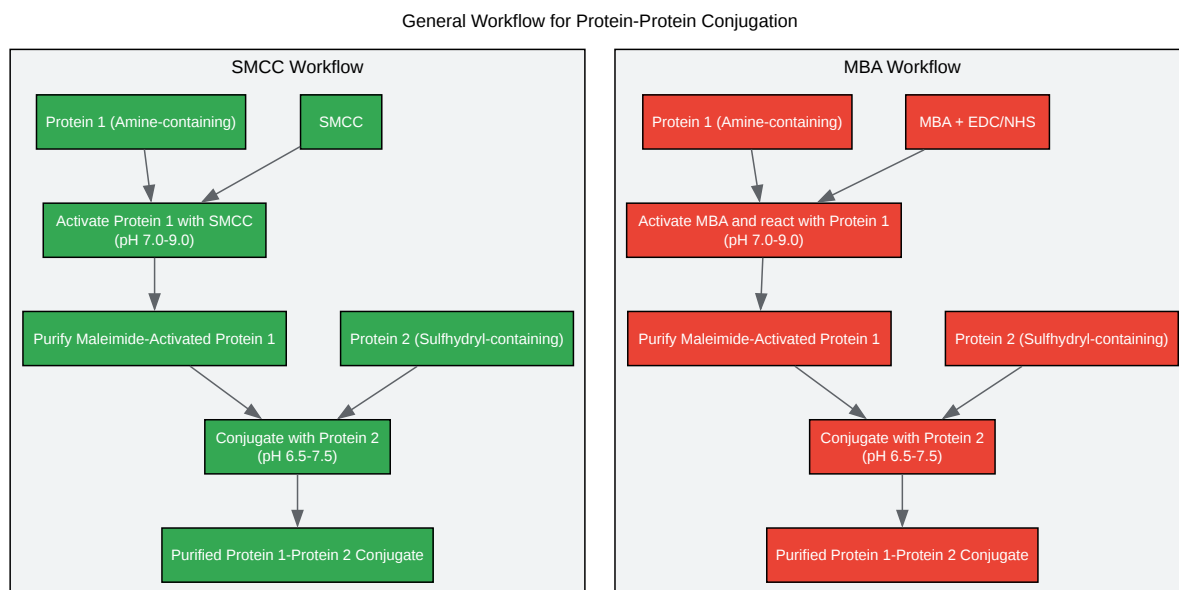 General Workflow for Protein-Protein Conjugation
SMCC Workflow
Protein 1 (Amine-containing)
SMCC
Activate Protein 1 with SMCC
(pH 7.0-9.0)
Purify Maleimide-Activated Protein 1
Protein 2 (Sulfhydryl-containing)
Conjugate with Protein 2
(pH 6.5-7.5)
Purified Protein 1-Protein 2 Conjugate
MBA Workflow
Protein 1 (Amine-containing)
MBA + EDC/NHS
Activate MBA and react with Protein 1
(pH 7.0-9.0)
Purify Maleimide-Activated Protein 1
Protein 2 (Sulfhydryl-containing)
Conjugate with Protein 2
(pH 6.5-7.5)
Purified Protein 1-Protein 2 Conjugate